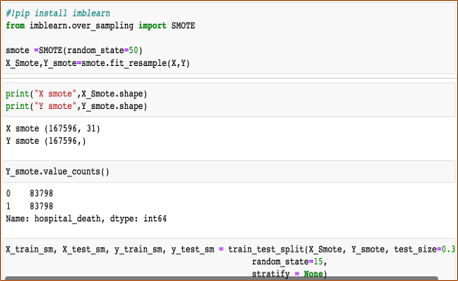 #!pip install imblearn
from imblearn.over_sampling import SMOTE
smote =SMOTE(random_state=50)
X_Smote,Y_smote=smote.fit_resample(X,Y)
print("X smote",X_Smote.shape)
print("Y smote",Y_Smote.shape)
X smote (167596, 31)
Y smote (167596,)
Y_smote.value_counts()
0 83798
1 83798
Name: hospital_death, dtype: int64
X_train_sm, X_test_sm, y_train_sm, y_test_sm = train_test_split(X_Smote, Y_smote, test_size=0.3
random_state=15,
stratify = None)